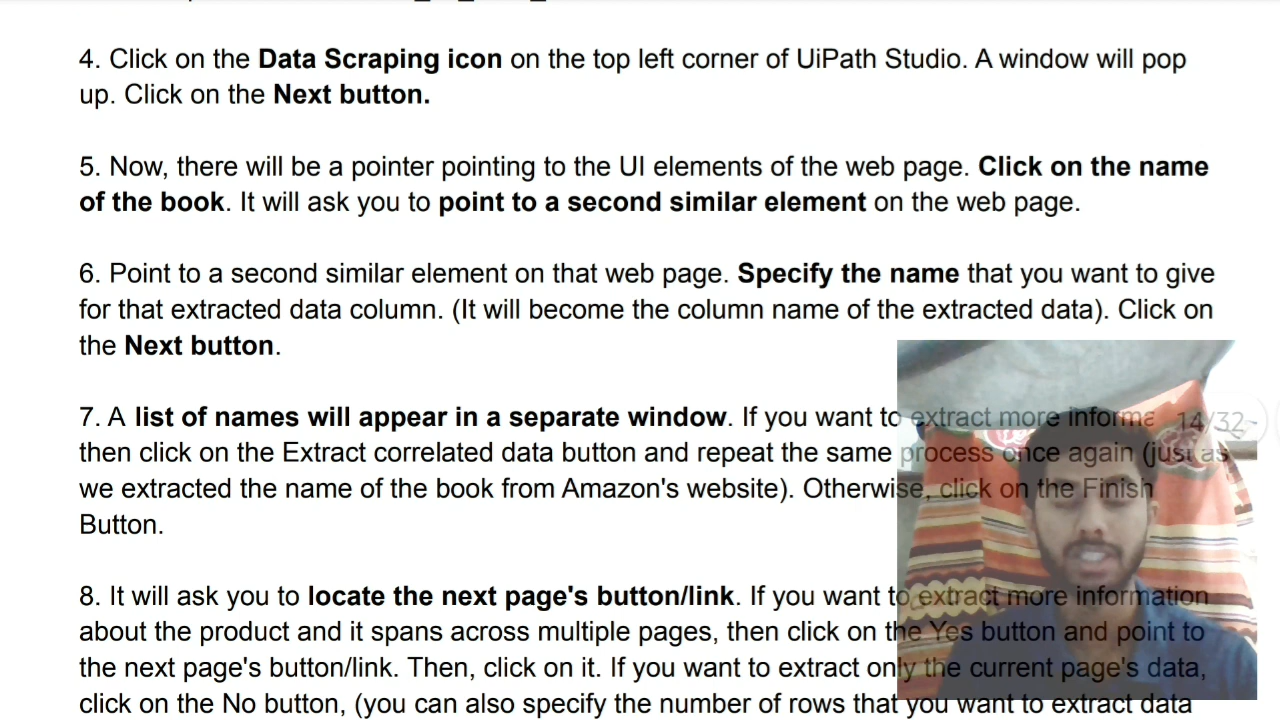 4. Click on the Data Scraping icon on the top left corner of UiPath Studio. A window will pop
up. Click on the Next button.
5. Now, there will be a pointer pointing to the UI elements of the web page. Click on the name
of the book. It will ask you to point to a second similar element on the web page.
6. Point to a second similar element on that web page. Specify the name that you want to give
for that extracted data column. (It will become the column name of the extracted data). Click on
the Next button.
7. A list of names will appear in a separate window. If you want to extract more informa 14/32
then click on the Extract correlated data button and repeat the same process once again (just as
we extracted the name of the book from Amazon's website). Otherwise, click on the Finish
Button.
8. It will ask you to locate the next page's button/link. If you want to extract more information
about the product and it spans across multiple pages, then click on the Yes button and point to
the next page's button/link. Then, click on it. If you want to extract only the current page's data,
click on the No button, (you can also specify the number of rows that you want to extract data